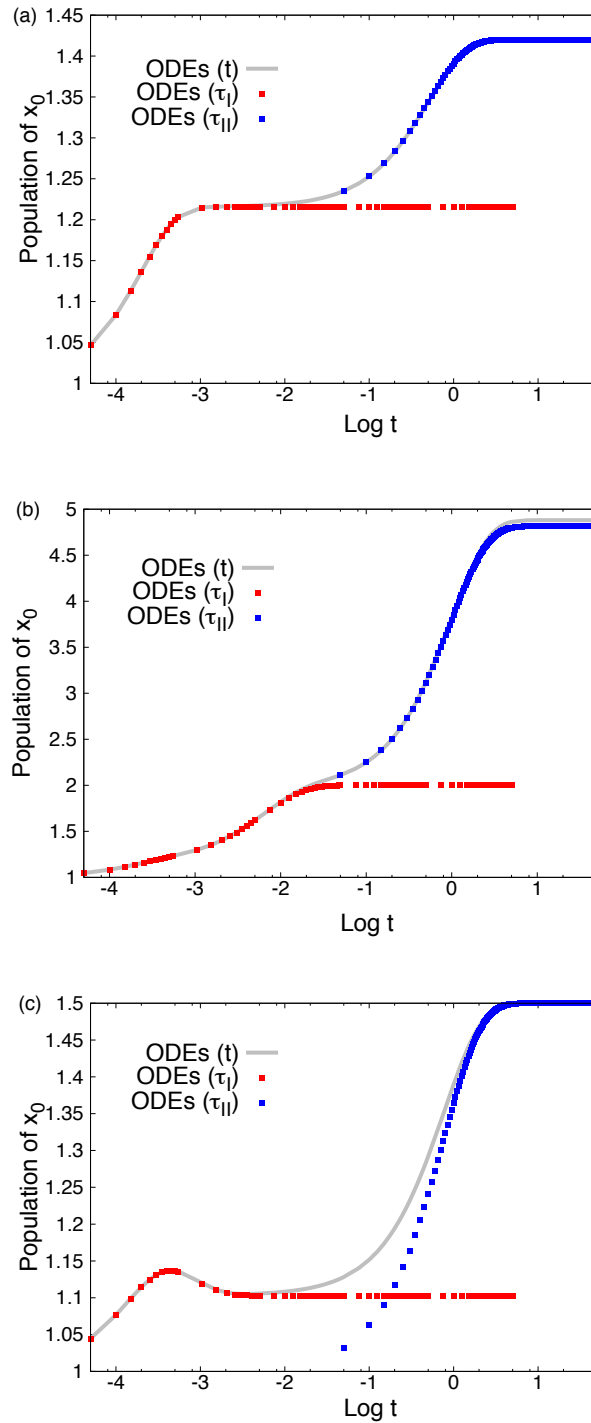 (a)
1.45
1.4
1.35
1.3
1.25
1.2
1.15
1.1
1.05
1
Population of x0
ODEs (t)
ODEs (τI)
ODEs (τII)
-4 -3 -2 -1 0 1
Log t
(b)
5
4.5
4
3.5
3
2.5
2
1.5
1
Population of x0
ODEs (t)
ODEs (τI)
ODEs (τII)
-4 -3 -2 -1 0 1
Log t
(c)
1.5
1.45
1.4
1.35
1.3
1.25
1.2
1.15
1.1
1.05
1
Population of x0
ODEs (t)
ODEs (τI)
ODEs (τII)
-4 -3 -2 -1 0 1
Log t